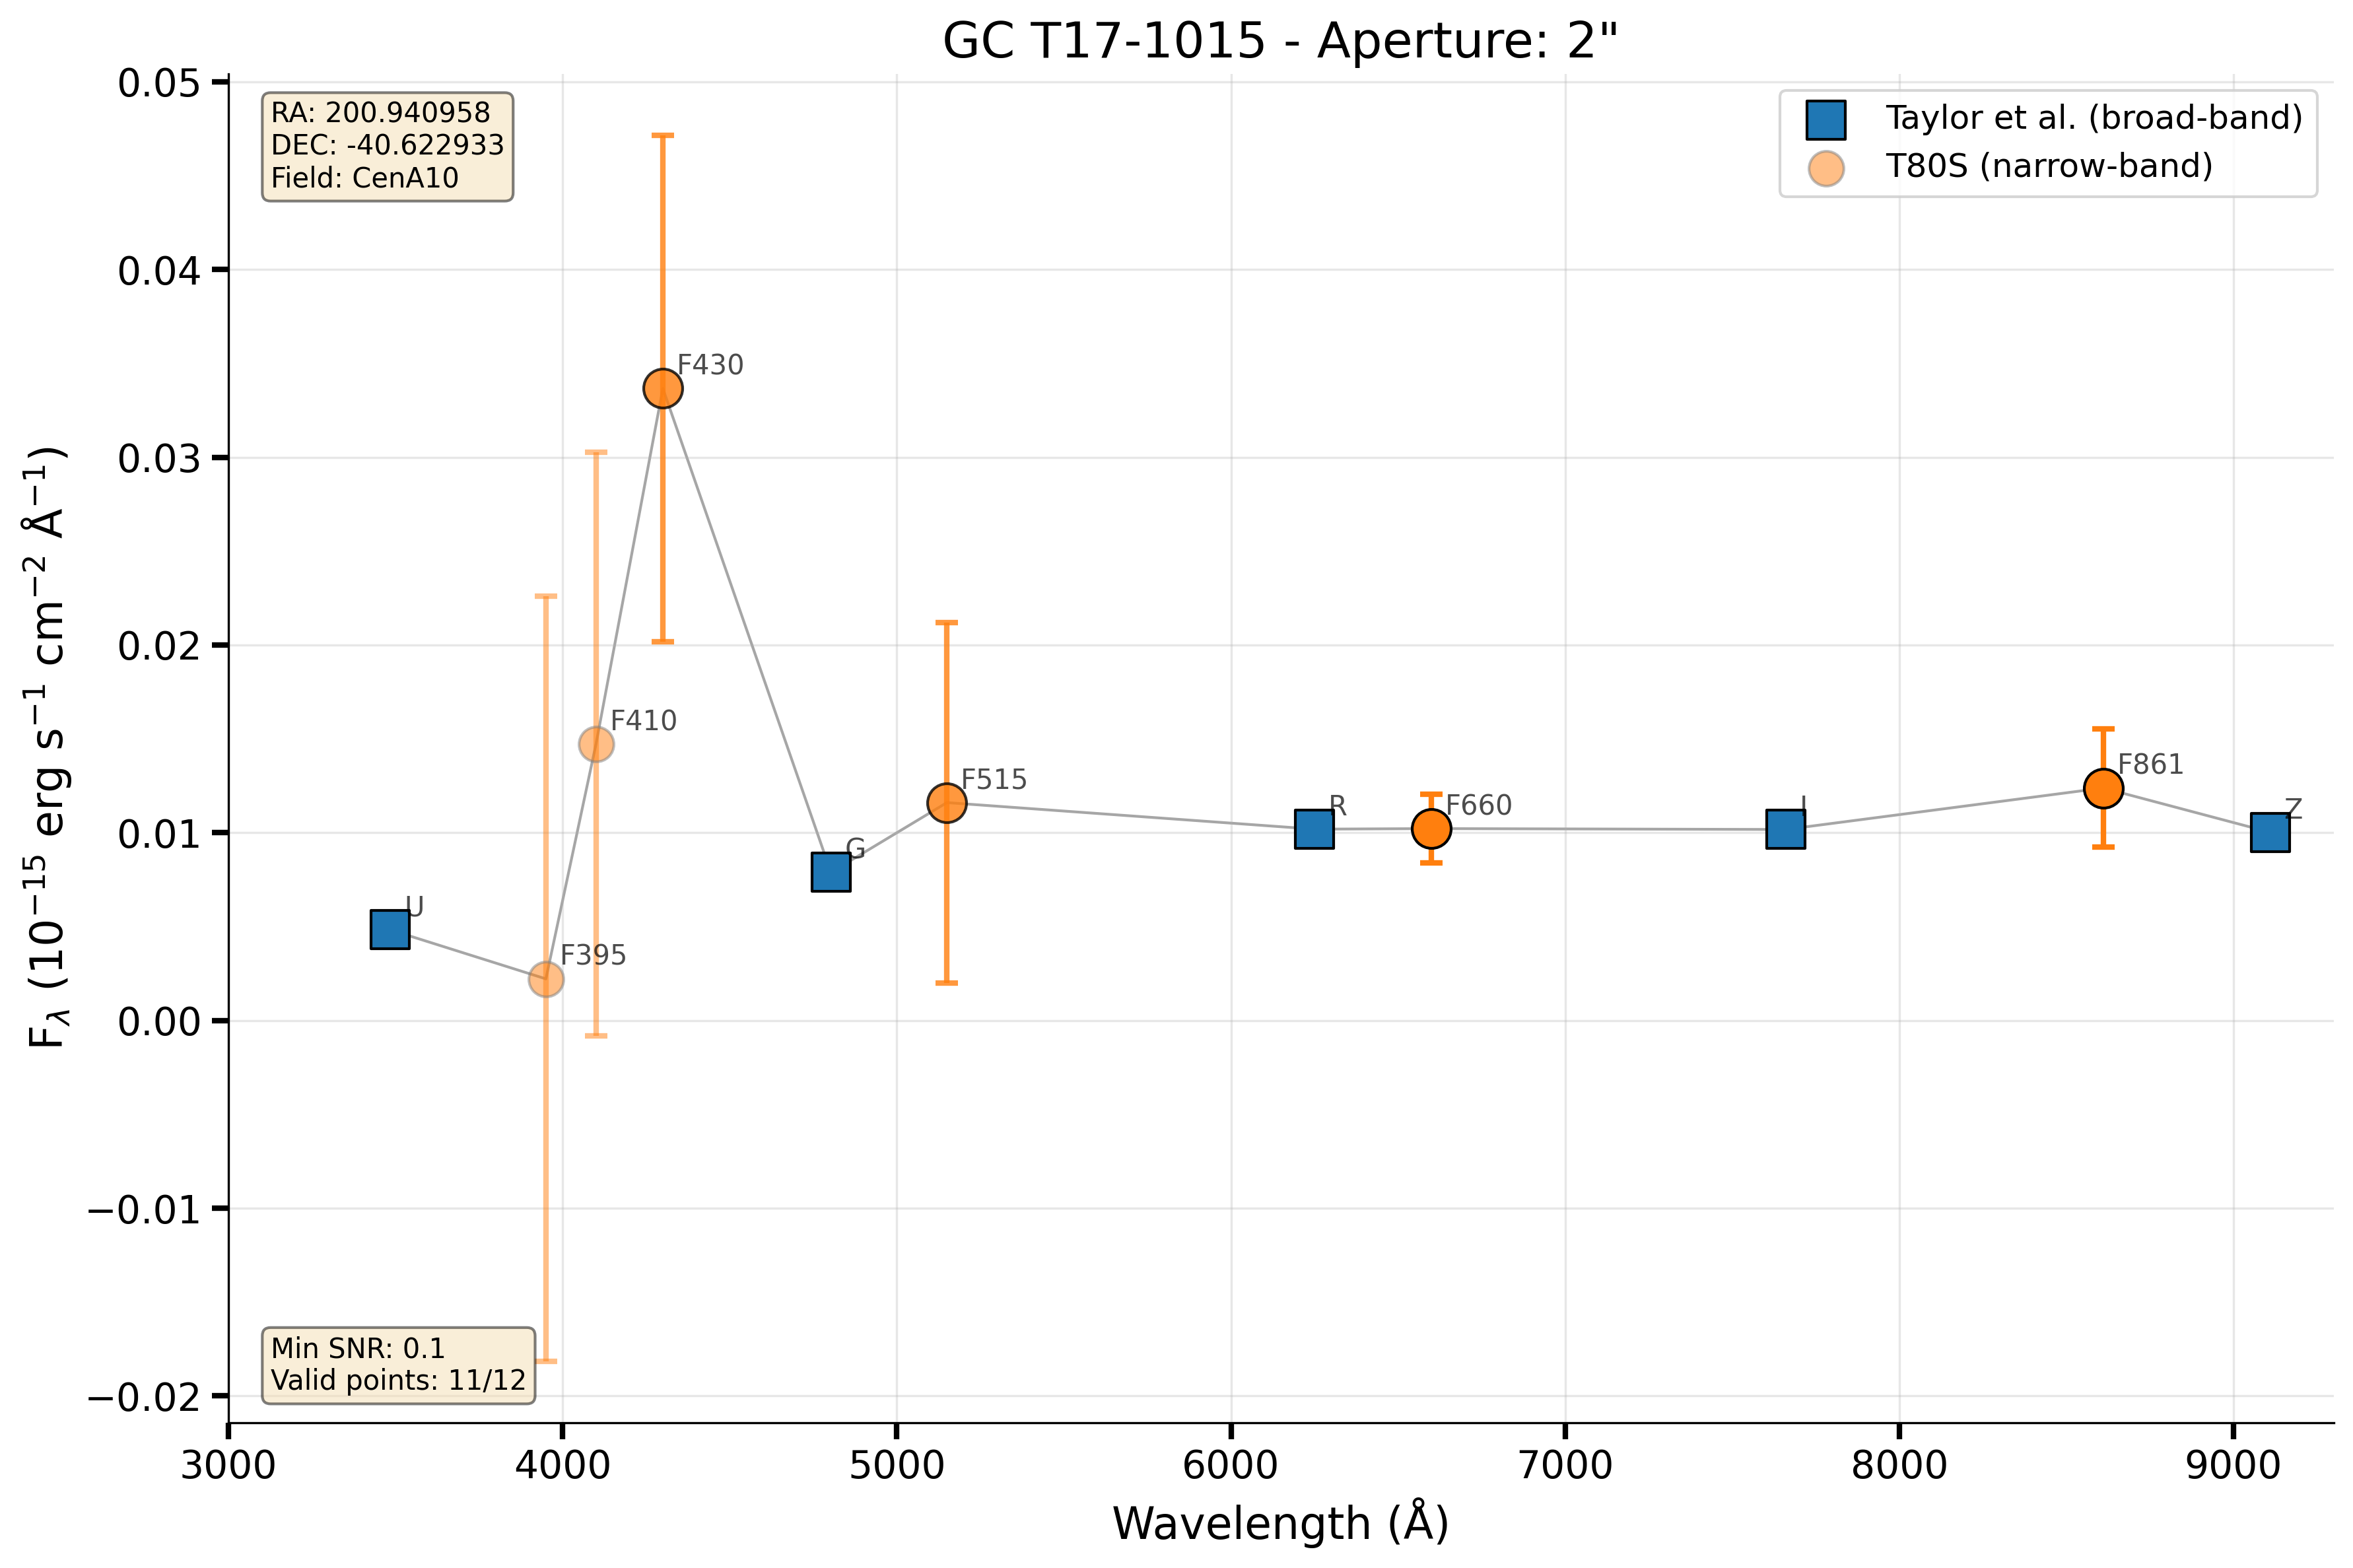 GC T17-1015 - Aperture: 2"
RA: 200.940958
DEC: -40.622933
Field: CenA10
Taylor et al. (broad-band)
T80S (narrow-band)
0.05
0.04
0.03
0.02
0.01
0.00
−0.01
−0.02
F$_λ$ (10$^{−15}$ erg s$^{−1}$ cm$^{−2}$ Å$^{−1}$)
U
F395
F410
F430
G
F515
R
F660
I
F861
Z
Min SNR: 0.1
Valid points: 11/12
3000 4000 5000 6000 7000 8000 9000
Wavelength (Å)